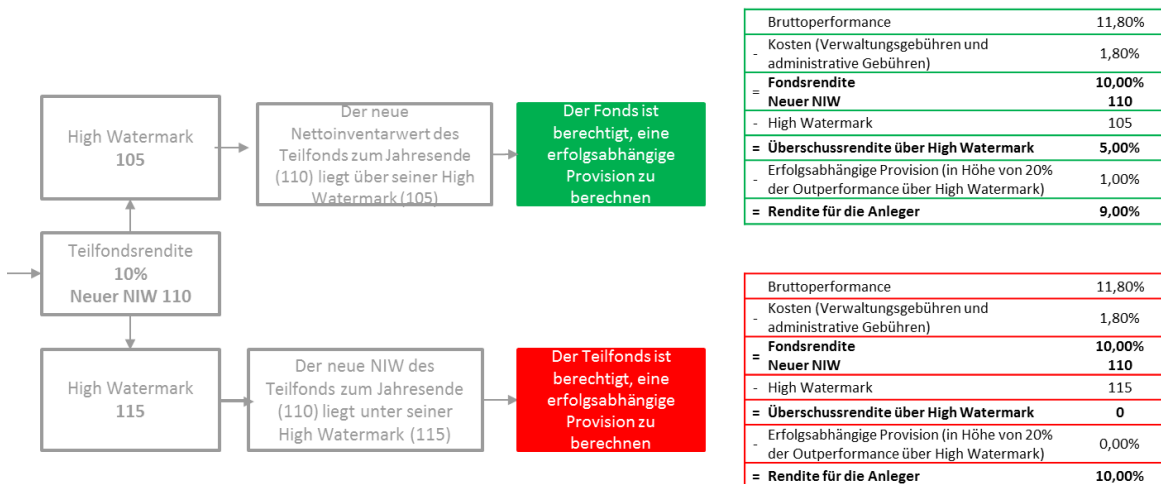 High Watermark
105
Der neue
Nettoinventarwert des
Teilfonds zum Jahresende
(110) liegt über seiner High
Watermark (105)
Der Fonds ist
berechtigt, eine
erfolgsabhängige
Provision zu
berechnen
Teilfondsrendite
10%
Neuer NIW 110
High Watermark
115
Der neue NIW des
Teilfonds zum Jahresende
(110) liegt unter seiner
High Watermark (115)
Der Teilfonds ist
berechtigt, eine
erfolgsabhängige
Provision zu
berechnen
Bruttoperformance 11,80%
- Kosten (Verwaltungsgebühren und
administrative Gebühren) 1,80%
= Fondsrendite 10,00%
Neuer NIW 110
- High Watermark 105
= Überschussrendite über High Watermark 5,00%
- Erfolgsabhängige Provision (in Höhe von 20%
der Outperformance über High Watermark) 1,00%
= Rendite für die Anleger 9,00%
Bruttoperformance 11,80%
- Kosten (Verwaltungsgebühren und
administrative Gebühren) 1,80%
= Fondsrendite 10,00%
Neuer NIW 110
- High Watermark 115
= Überschussrendite über High Watermark 0
- Erfolgsabhängige Provision (in Höhe von 20%
der Outperformance über High Watermark) 0,00%
= Rendite für die Anleger 10,00%